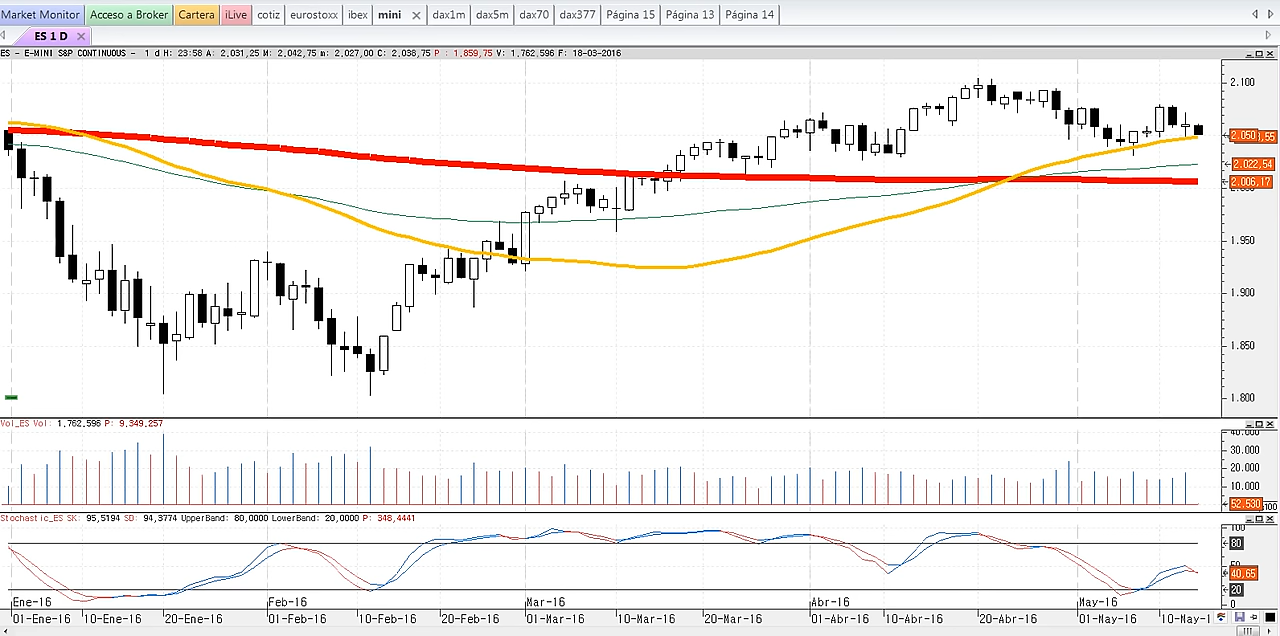 Market Monitor Acceso a Broker Cartera iLive cotiz eurostoxx ibex mini dax1m dax5m dax70 dax377 Página 15 Página 13 Página 14
ES 1 D
ES - E-MINI S&P CONTINUOUS - 1 d H: 23:58 A: 2.031,25 M: 2.042,75 m: 2.027,00 C: 2.038,75 P : 1.859,75 V: 1.762.596 F: 18-03-2016
2.100
2.050
,55
2.022,54
2.006,17
2.000
1.950
1.900
1.850
1.800
Vol_ES Vol: 1.762.596 P: 9.349.257
40.000
30.000
20.000
10.000
52.530
x100
Stochastic_ES SK: 95,5194 SD: 94,3774 UpperBand: 80,0000 LowerBand: 20,0000 P: 348,4441
100
80
50
40,65
20
0
Ene-16 Feb-16 Mar-16 Abr-16 May-16
01-Ene-16 10-Ene-16 20-Ene-16 01-Feb-16 10-Feb-16 20-Feb-16 01-Mar-16 10-Mar-16 20-Mar-16 01-Abr-16 10-Abr-16 20-Abr-16 01-May-16 10-May-1